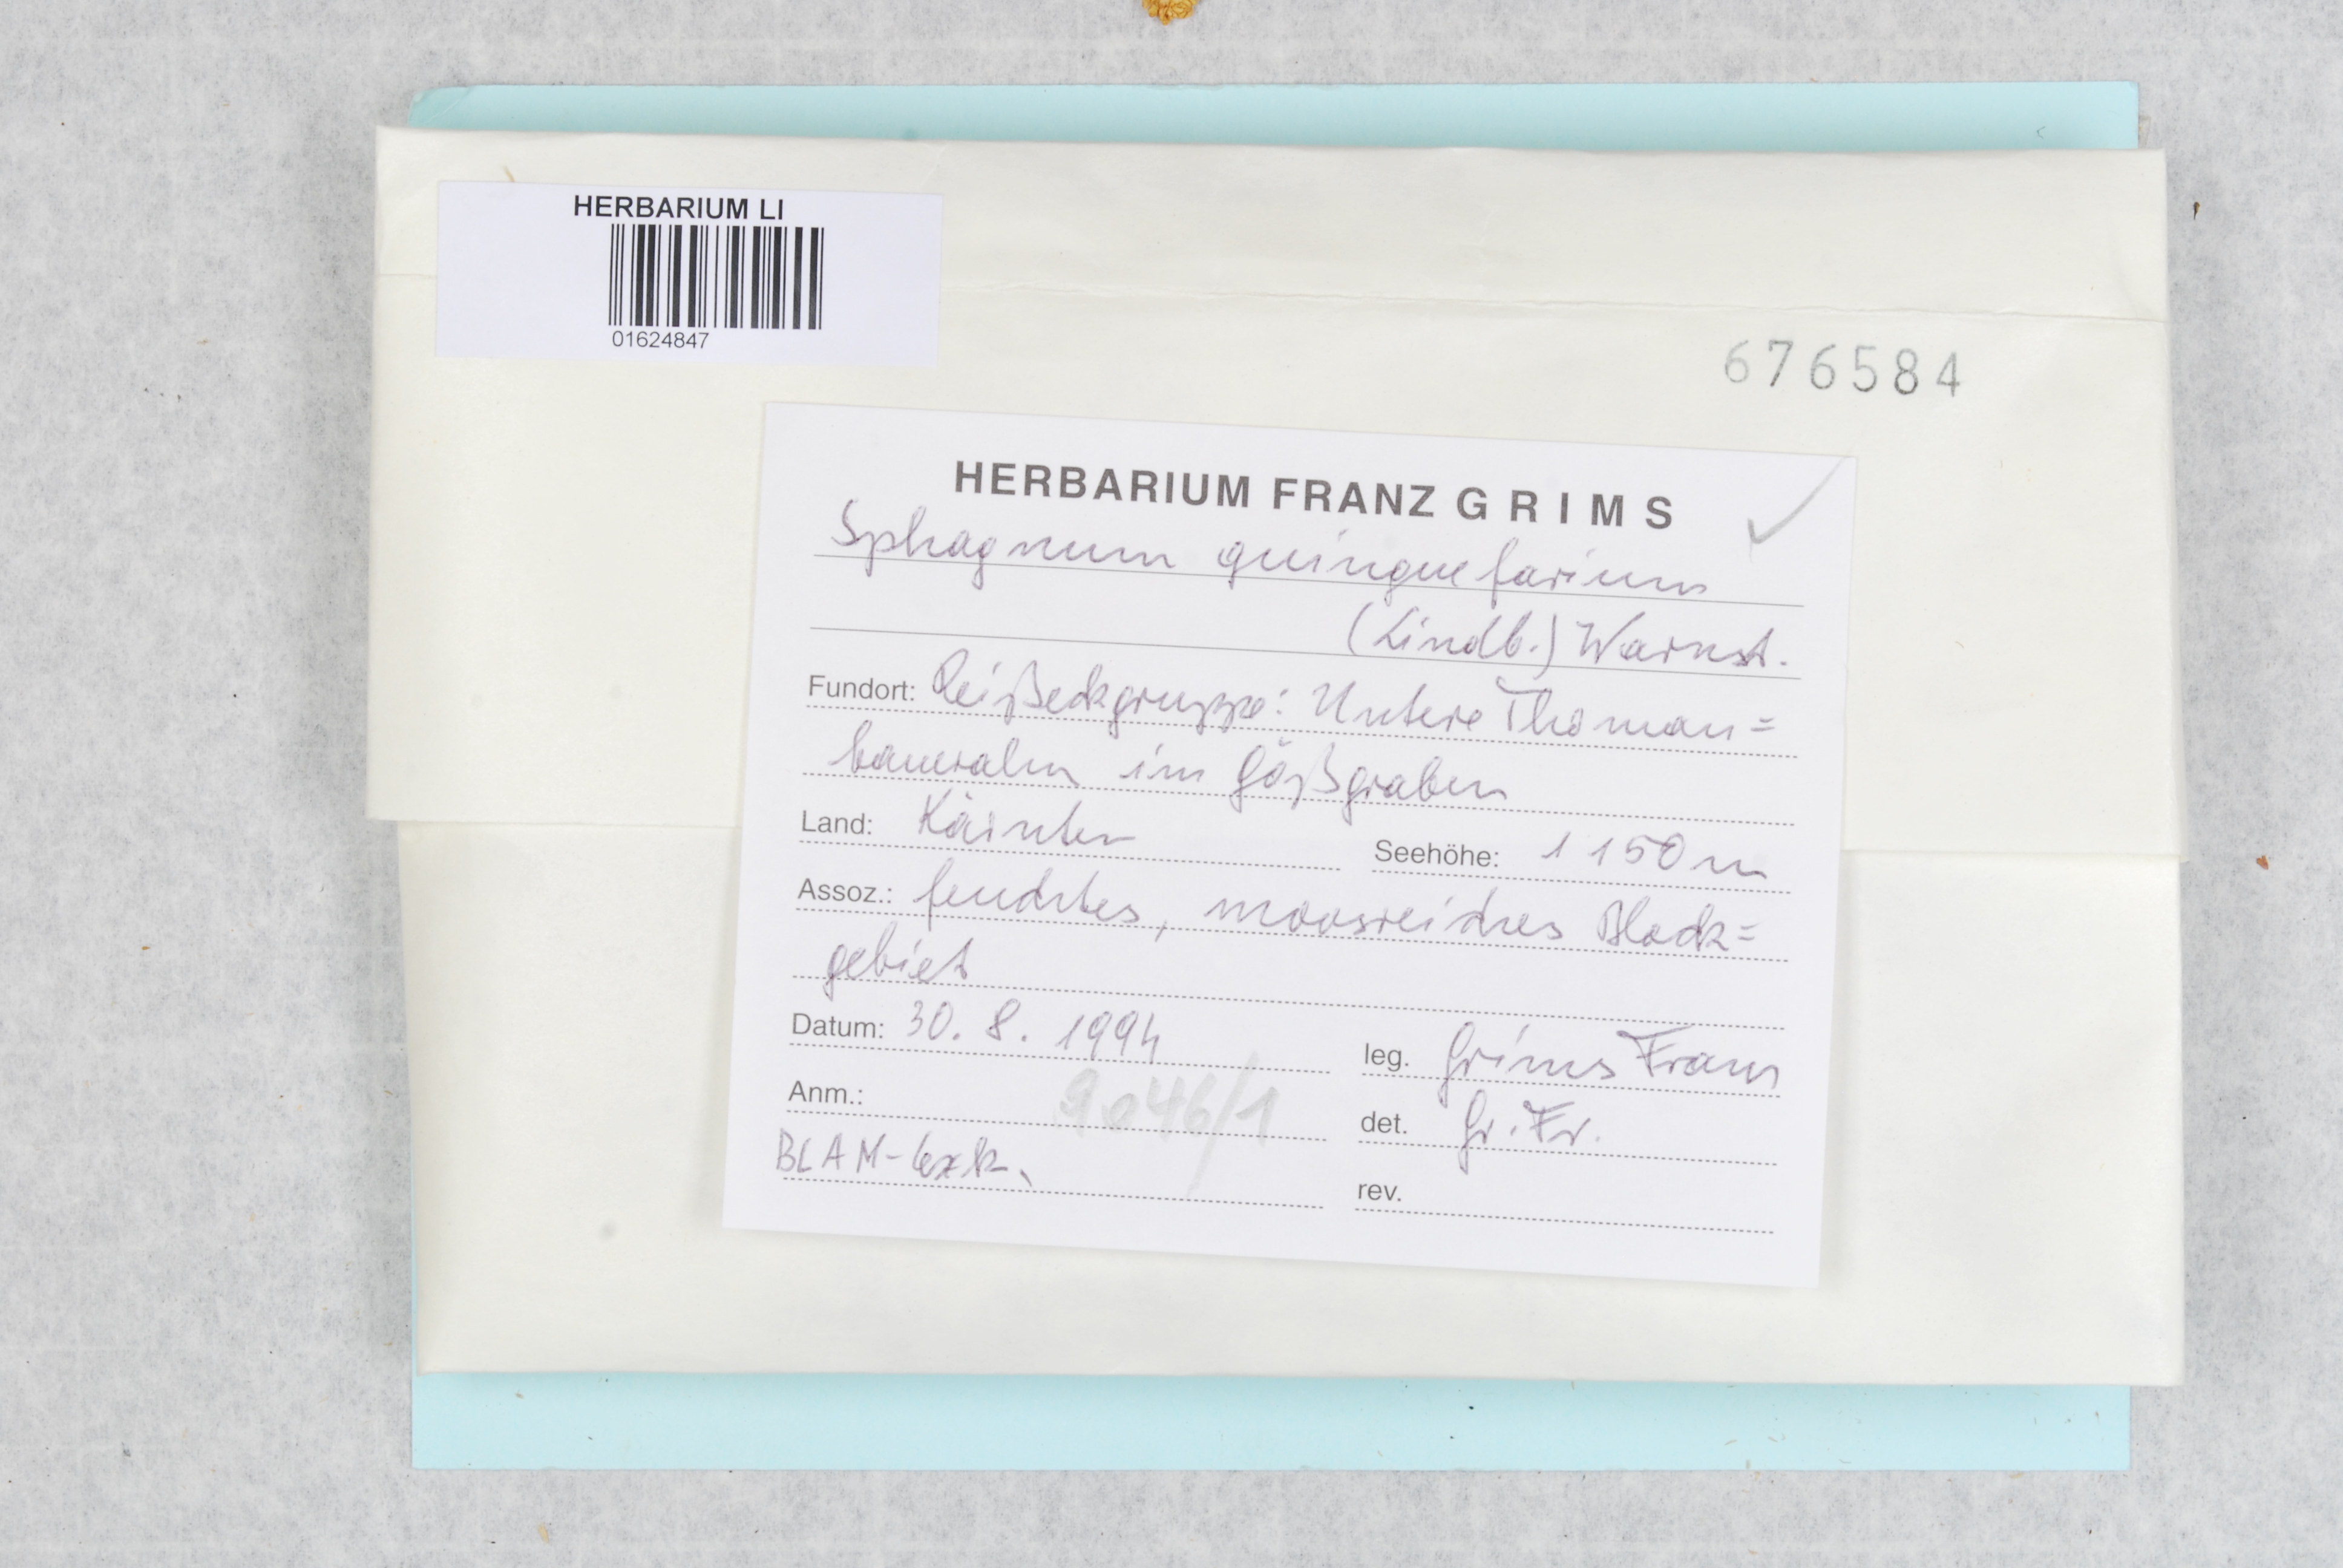 HERBARIUM LI
01624847
676584
HERBARIUM FRANZ GRIMS
Sphagnum quinquefarium
(Lindb.) Warnst.
Fundort: Reißeckgruppe: Untere Thoman=
baueralm im Gößgraben
Land: Kärnten Seehöhe: 1150 m
Assoz.: feuchtes, moosreiches Block=
gebiet
Datum: 30. 8. 1994 leg. Grims Franz
Anm.: 9046/1 det. Gr. Fr.
BLAM-Exk. rev.